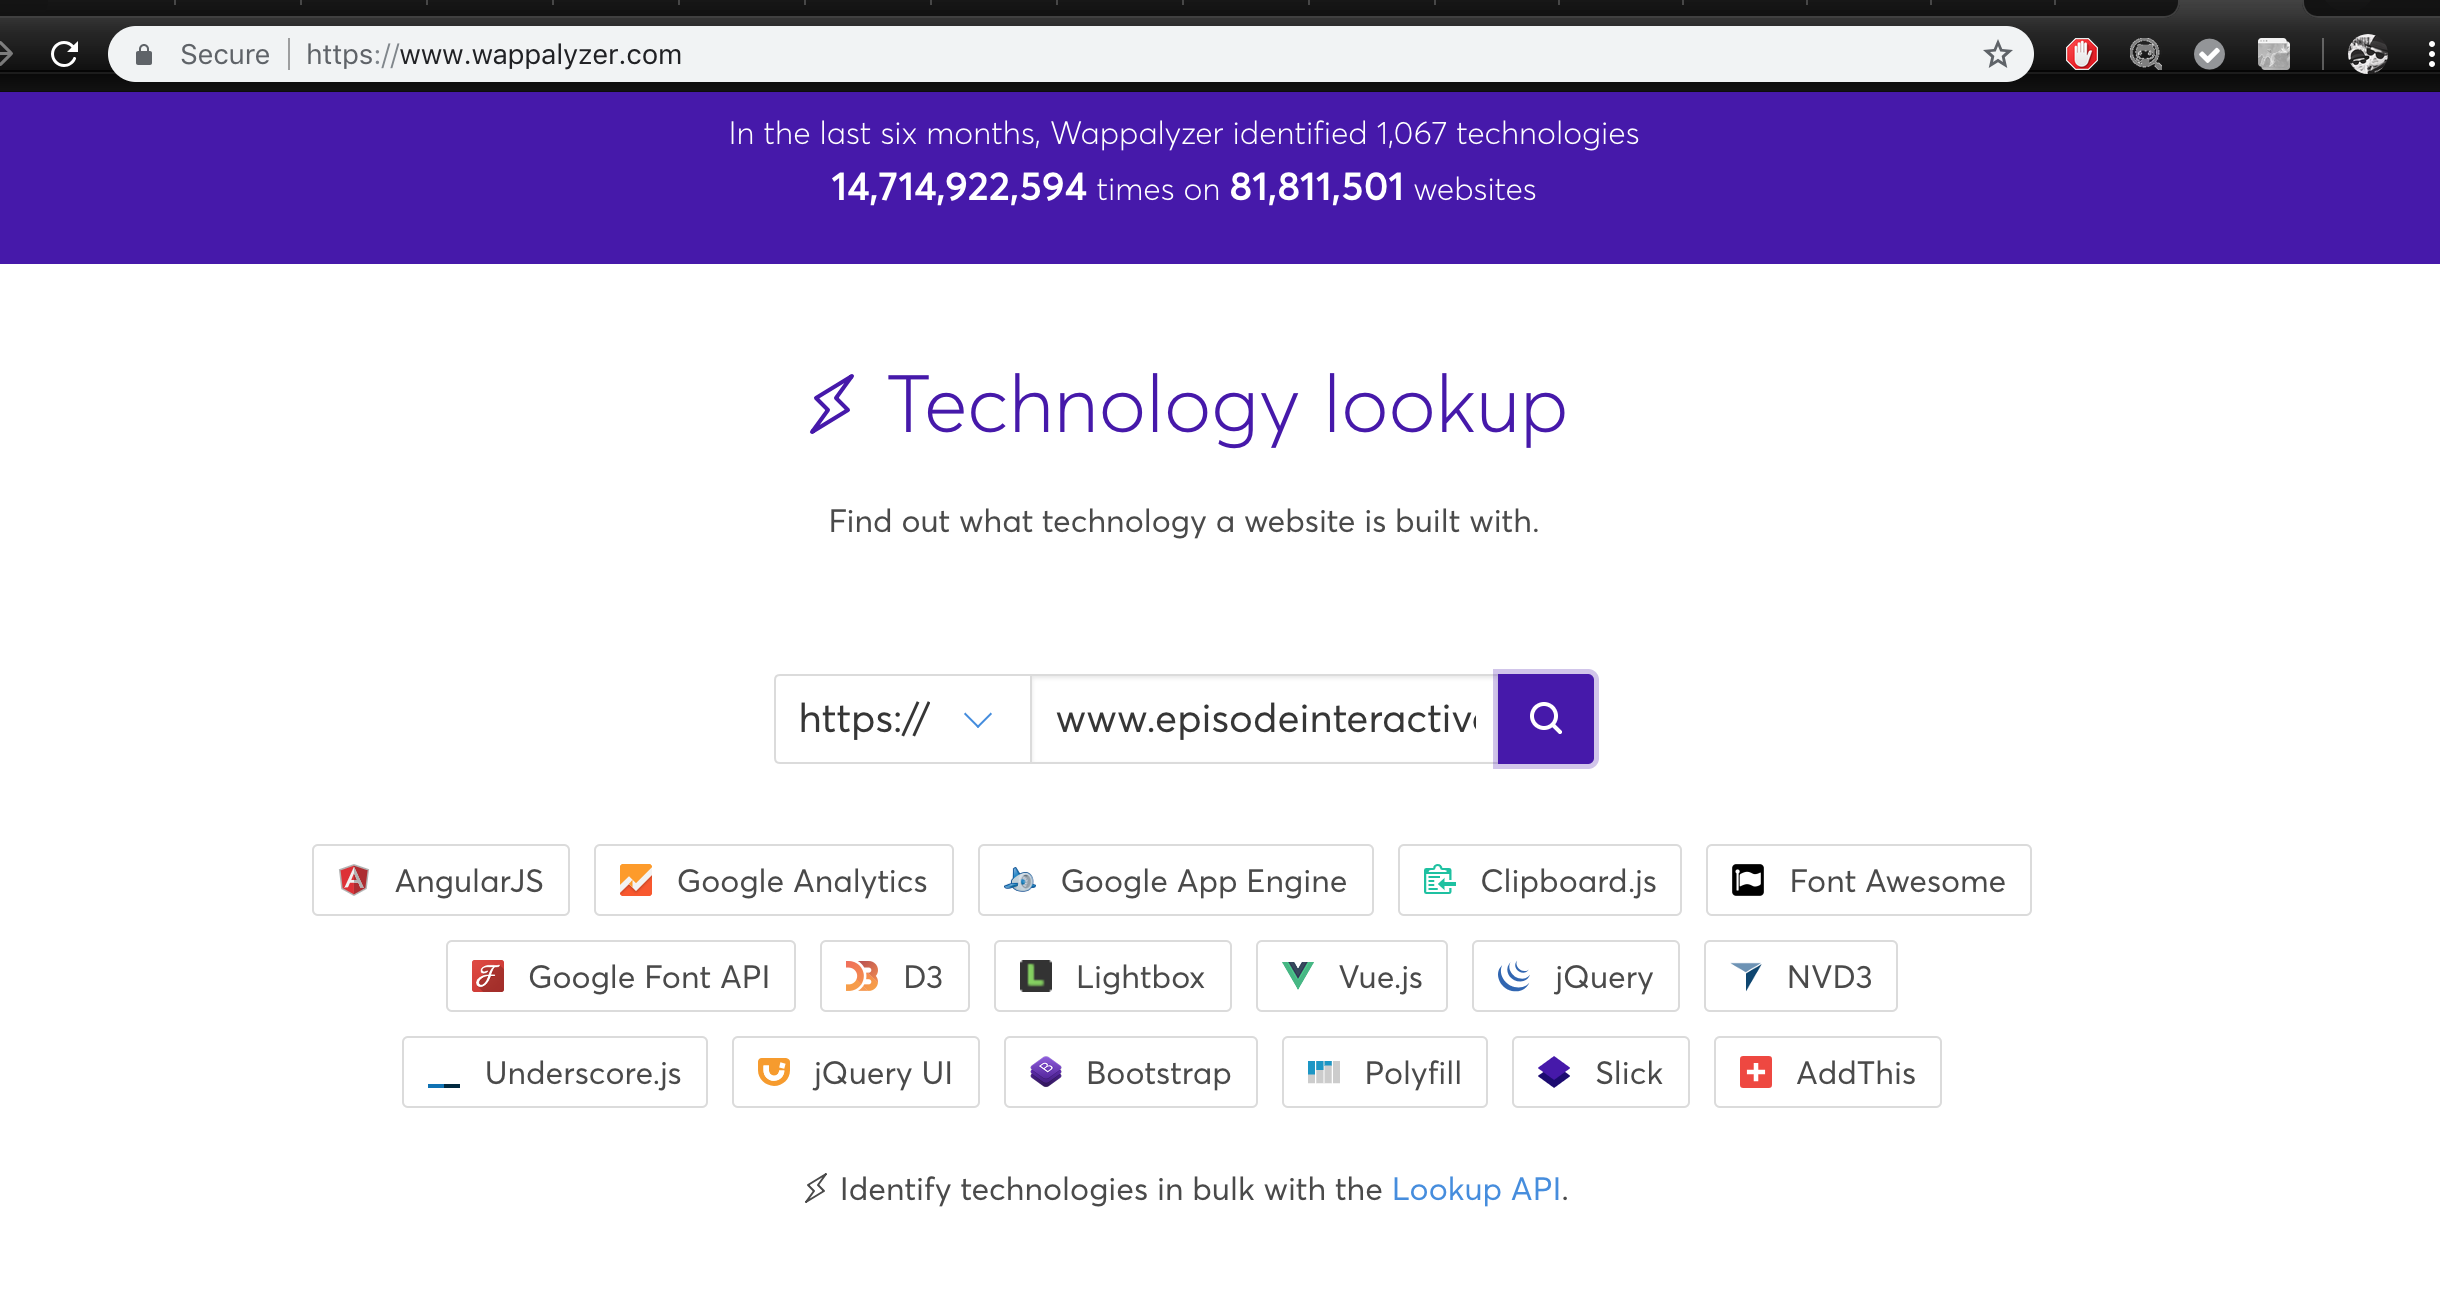 Secure https://www.wappalyzer.com
In the last six months, Wappalyzer identified 1,067 technologies
14,714,922,594 times on 81,811,501 websites
Technology lookup
Find out what technology a website is built with.
https:// www.episodeinteractive
AngularJS Google Analytics Google App Engine Clipboard.js Font Awesome
Google Font API D3 Lightbox Vue.js jQuery NVD3
Underscore.js jQuery UI Bootstrap Polyfill Slick AddThis
Identify technologies in bulk with the Lookup API.